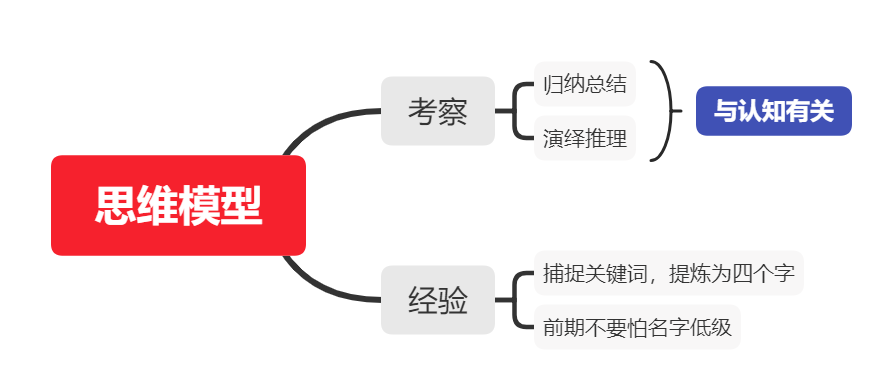 思维模型
考察
归纳总结
演绎推理
与认知有关
经验
捕捉关键词，提炼为四个字
前期不要怕名字低级